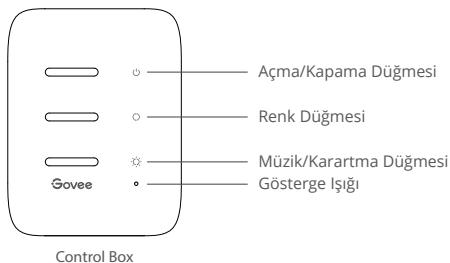 Açma/Kapama Düğmesi
Renk Düğmesi
Müzik/Karartma Düğmesi
Govee
Gösterge Işığı
Control Box